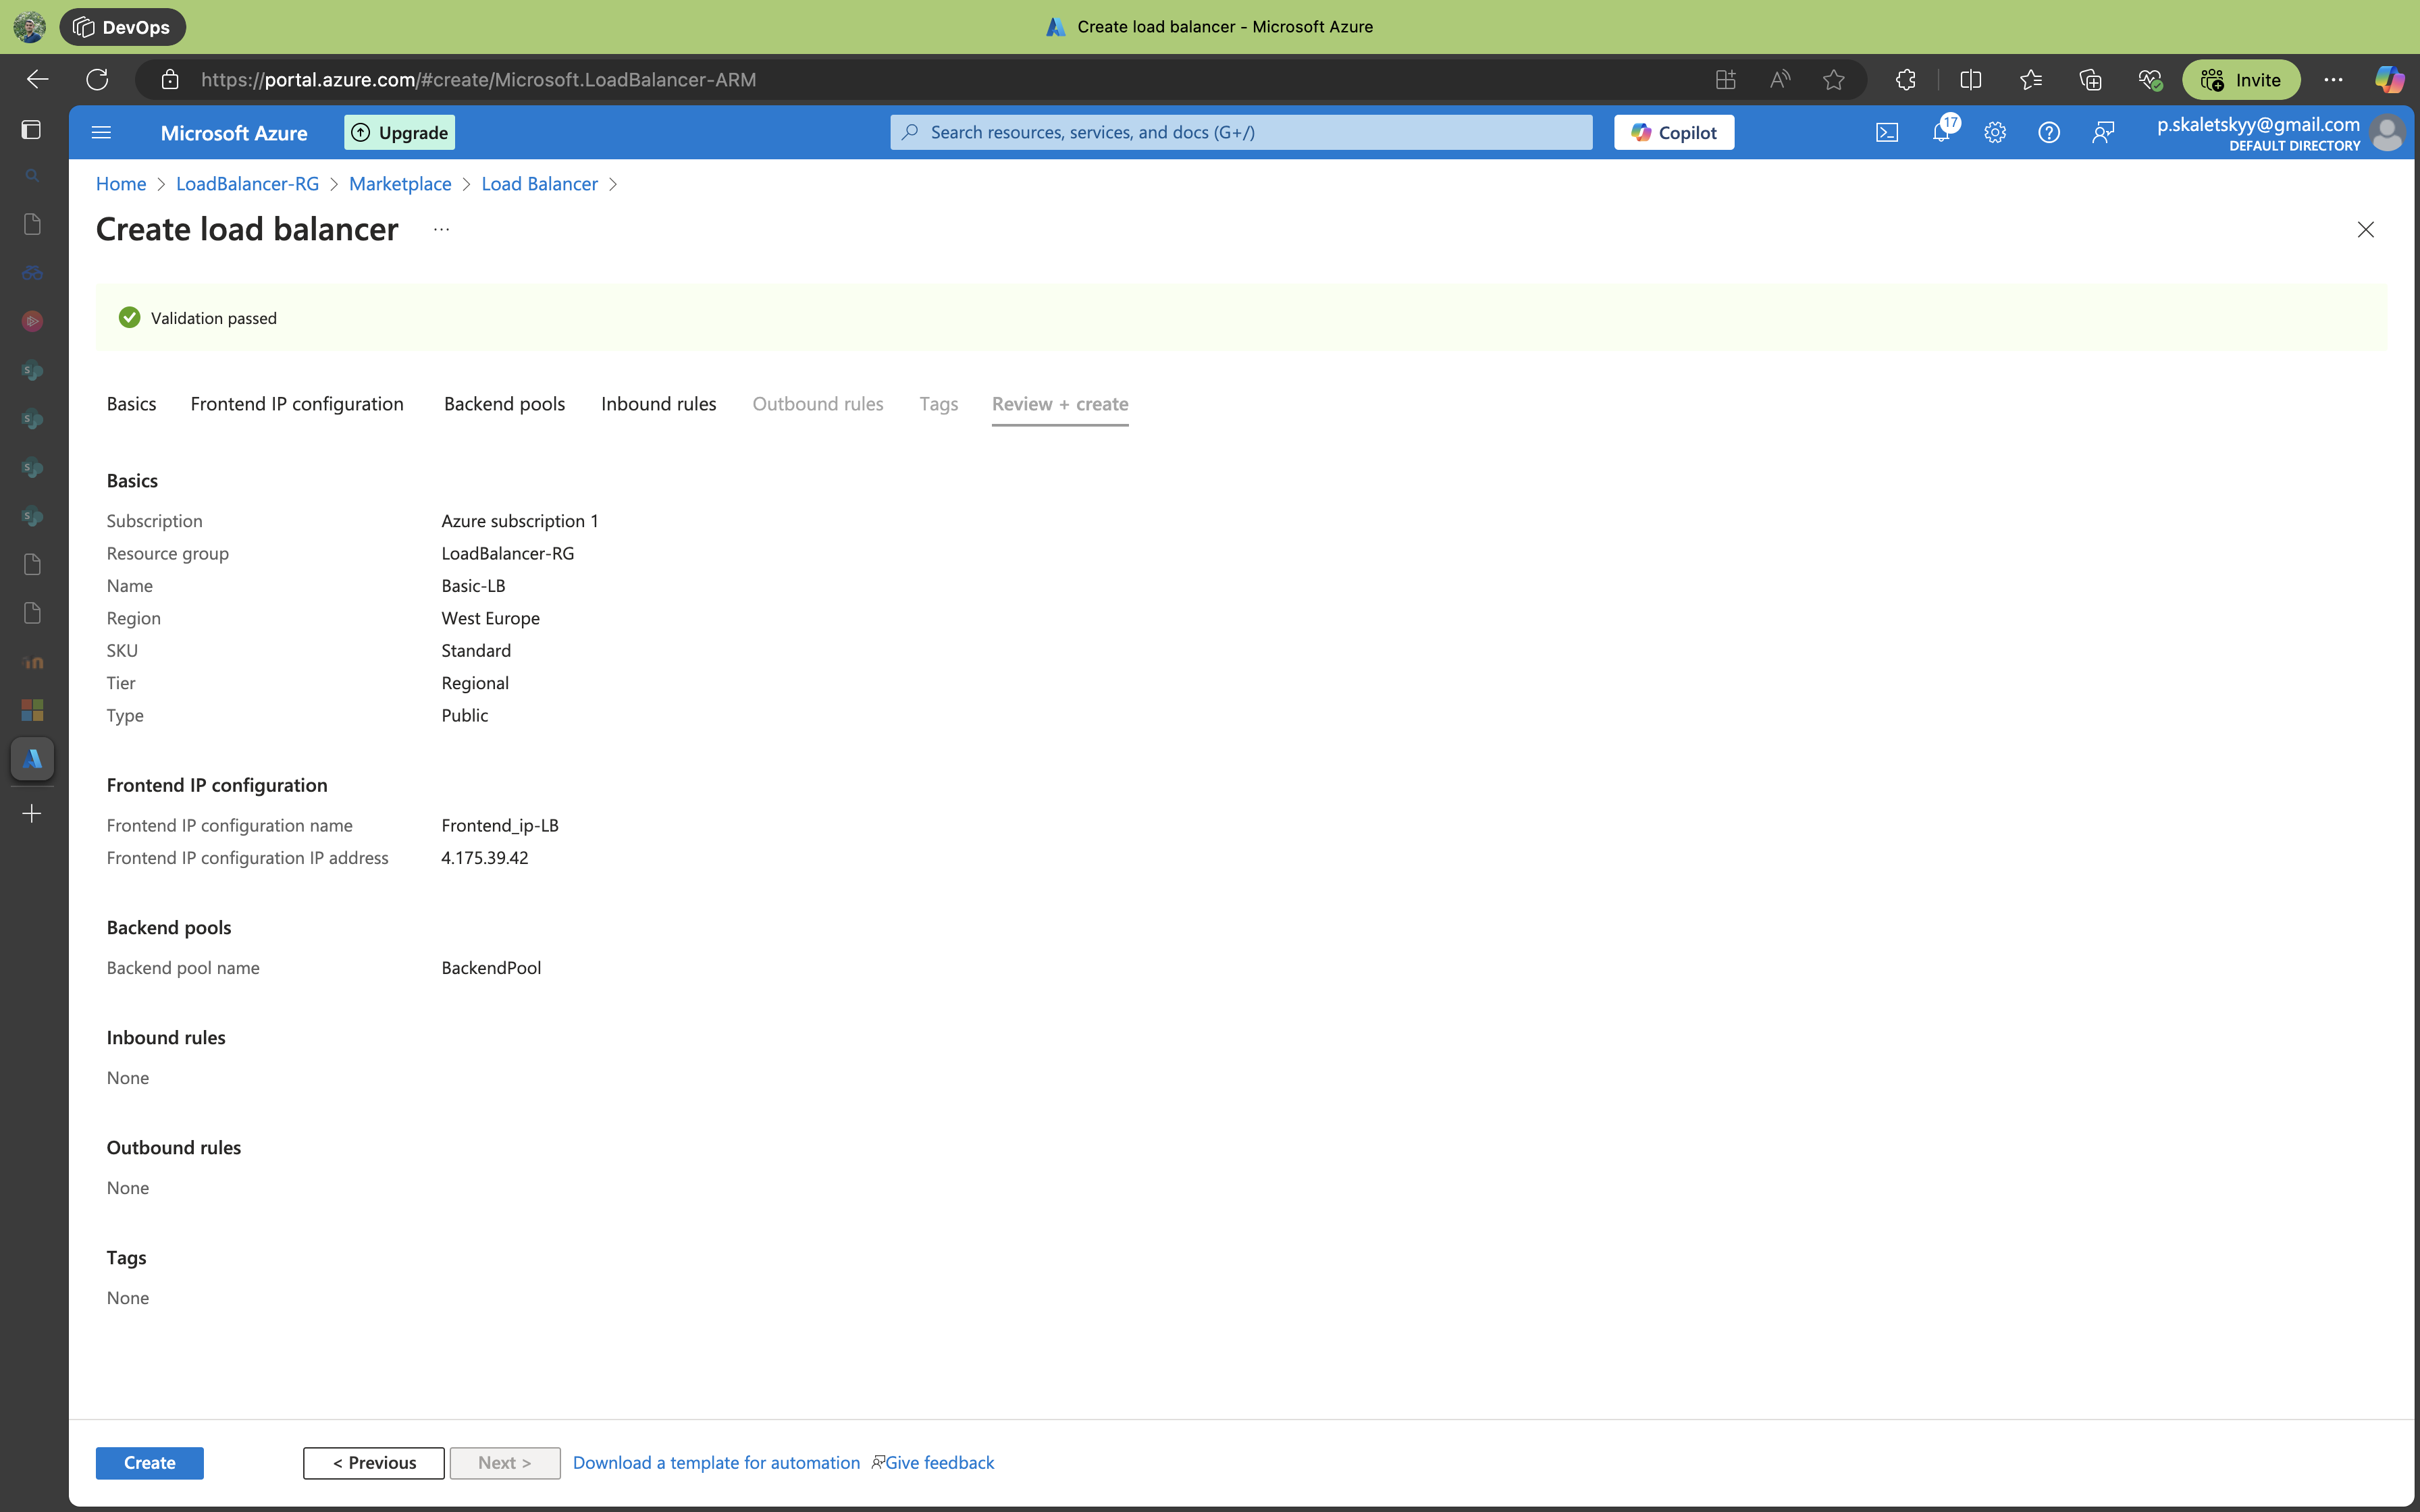 DevOps
Create load balancer - Microsoft Azure
https://portal.azure.com/#create/Microsoft.LoadBalancer-ARM
Invite
Microsoft Azure
Upgrade
Search resources, services, and docs (G+/)
Copilot
17
p.skaletskyy@gmail.com
DEFAULT DIRECTORY
Home > LoadBalancer-RG > Marketplace > Load Balancer >
Create load balancer ...
Validation passed
Basics Frontend IP configuration Backend pools Inbound rules Outbound rules Tags Review + create
Basics
Subscription Azure subscription 1
Resource group LoadBalancer-RG
Name Basic-LB
Region West Europe
SKU Standard
Tier Regional
Type Public
Frontend IP configuration
Frontend IP configuration name Frontend_ip-LB
Frontend IP configuration IP address 4.175.39.42
Backend pools
Backend pool name BackendPool
Inbound rules
None
Outbound rules
None
Tags
None
Create < Previous Next > Download a template for automation Give feedback